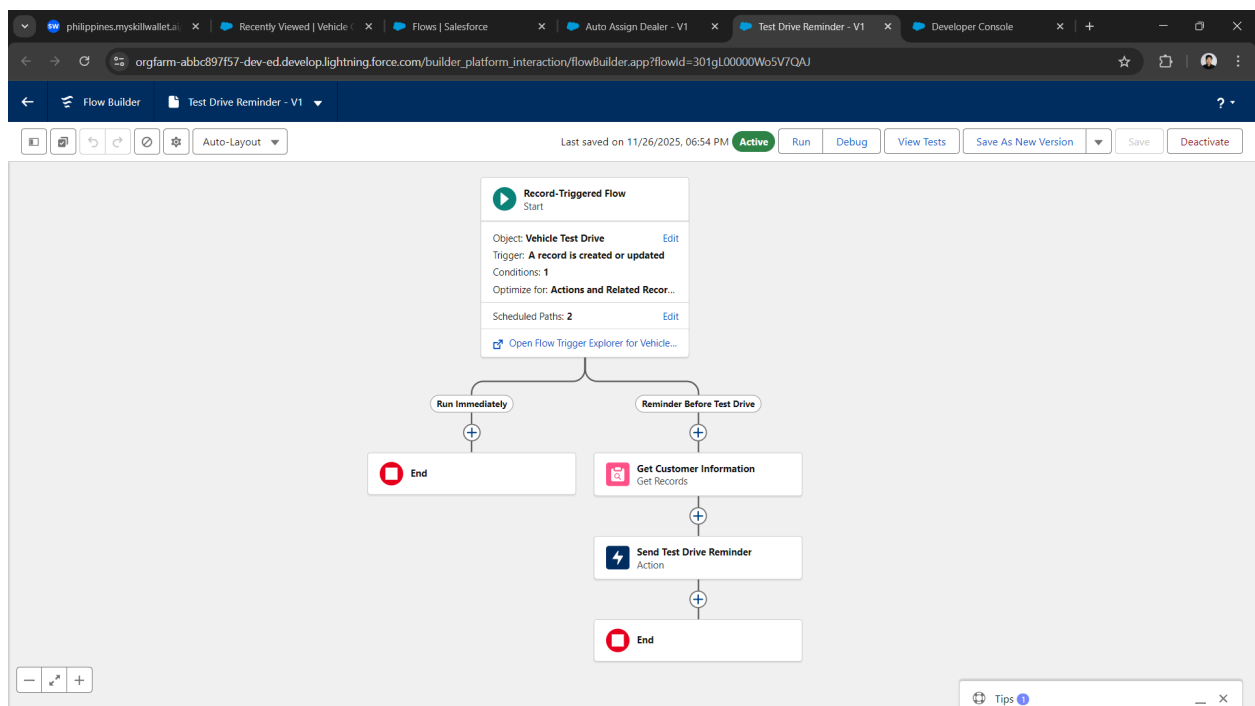 philippines.myskillwallet.ai
Recently Viewed | Vehicle
Flows | Salesforce
Auto Assign Dealer - V1
Test Drive Reminder - V1
Developer Console
orgfarm-abbc897f57-dev-ed.develop.lightning.force.com/builder_platform_interaction/flowBuilder.app?flowId=301gL00000Wo5V7QAJ
Flow Builder
Test Drive Reminder - V1
?
Auto-Layout
Last saved on 11/26/2025, 06:54 PM
Active
Run
Debug
View Tests
Save As New Version
Save
Deactivate
Record-Triggered Flow
Start
Object: Vehicle Test Drive
Edit
Trigger: A record is created or updated
Conditions: 1
Optimize for: Actions and Related Recor...
Scheduled Paths: 2
Edit
Open Flow Trigger Explorer for Vehicle...
Run Immediately
Reminder Before Test Drive
End
Get Customer Information
Get Records
Send Test Drive Reminder
Action
End
Tips 1